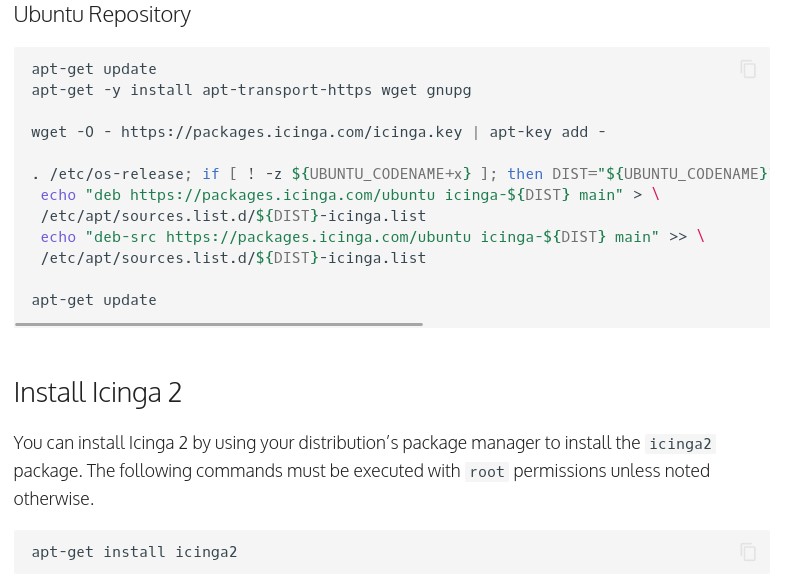 Ubuntu Repository
apt-get update
apt-get -y install apt-transport-https wget gnupg
wget -O - https://packages.icinga.com/icinga.key | apt-key add -
. /etc/os-release; if [ ! -z ${UBUNTU_CODENAME+x} ]; then DIST="${UBUNTU_CODENAME}
echo "deb https://packages.icinga.com/ubuntu icinga-${DIST} main" > \
/etc/apt/sources.list.d/${DIST}-icinga.list
echo "deb-src https://packages.icinga.com/ubuntu icinga-${DIST} main" >> \
/etc/apt/sources.list.d/${DIST}-icinga.list
apt-get update
Install Icinga 2
You can install Icinga 2 by using your distribution's package manager to install the icinga2
package. The following commands must be executed with root permissions unless noted
otherwise.
apt-get install icinga2